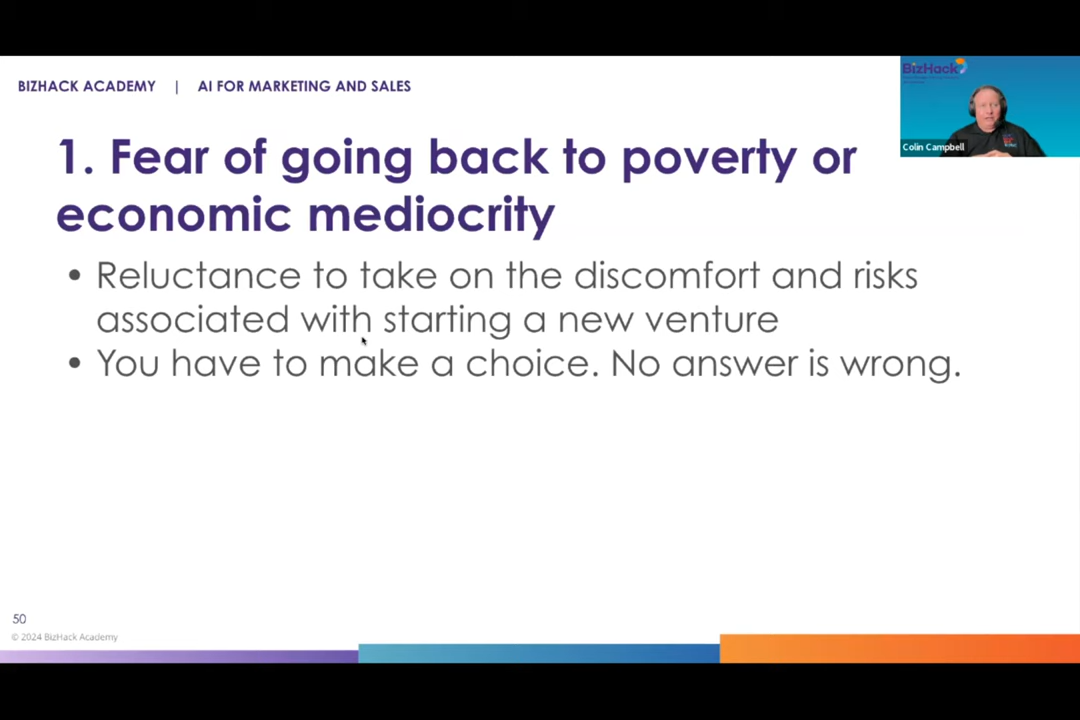 BIZHACK ACADEMY | AI FOR MARKETING AND SALES
BizHack
Colin Campbell
1. Fear of going back to poverty or
economic mediocrity
• Reluctance to take on the discomfort and risks
associated with starting a new venture
• You have to make a choice. No answer is wrong.
50
© 2024 BizHack Academy